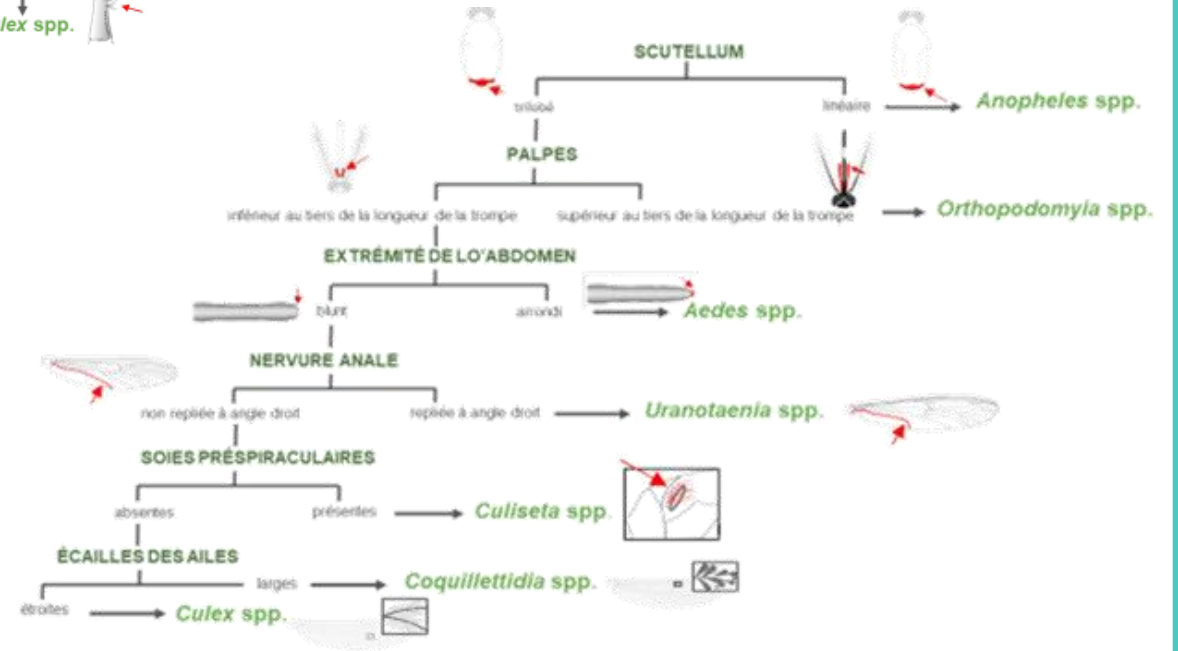 lex spp.
SCUTELLUM
trilobé
linéaire
Anopheles spp.
PALPES
inférieur au tiers de la longueur de la trompe
supérieur au tiers de la longueur de la trompe
Orthopodomyia spp.
EXTRÉMITÉ DE LO'ABDOMEN
blunt
arrondi
Aedes spp.
NERVURE ANALE
non repliée à angle droit
repliée à angle droit
Uranotaenia spp.
SOIES PRÉSPIRACULAIRES
absentes
présentes
Culiseta spp.
ÉCAILLES DES AILES
larges
Coquillettidia spp.
étroites
Culex spp.